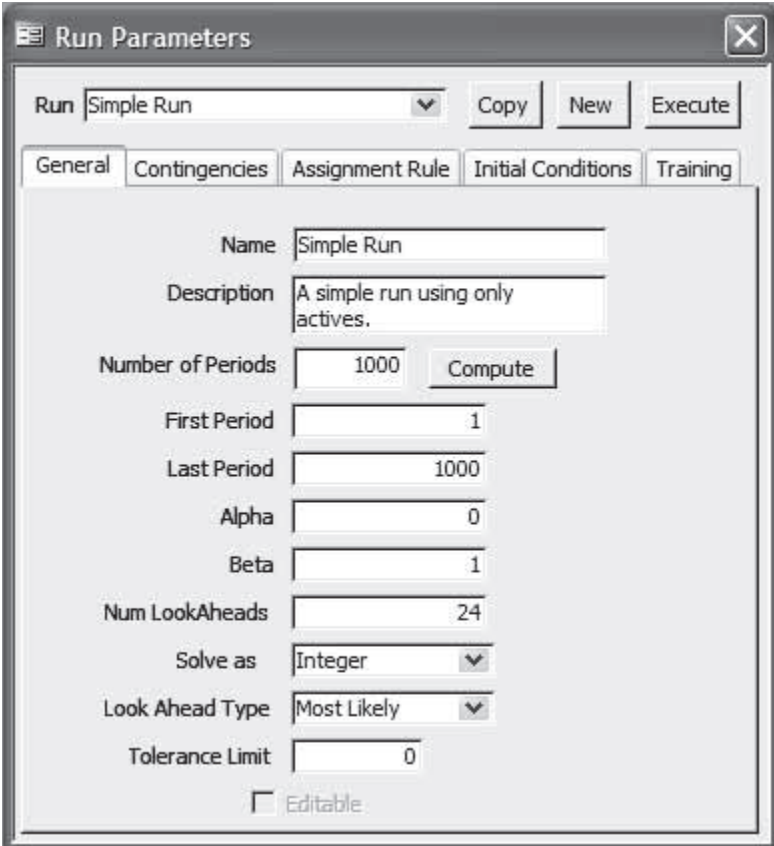 Run Parameters
Run Simple Run Copy New Execute
General Contingencies Assignment Rule Initial Conditions Training
Name Simple Run
Description A simple run using only
actives.
Number of Periods 1000 Compute
First Period 1
Last Period 1000
Alpha 0
Beta 1
Num LookAheads 24
Solve as Integer
Look Ahead Type Most Likely
Tolerance Limit 0
Editable